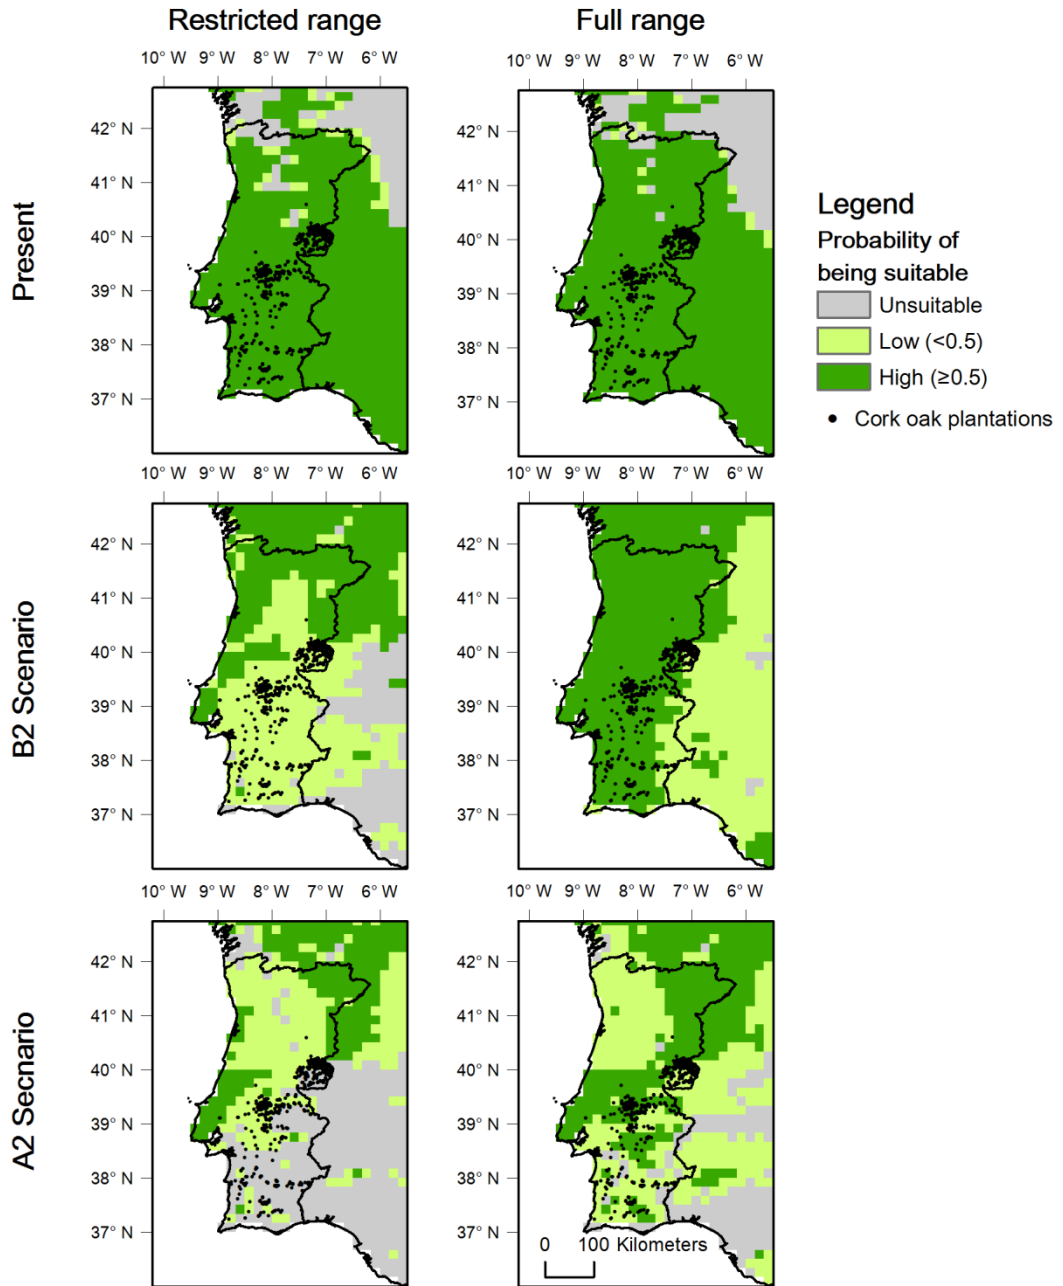 Restricted range
Full range
10° W 9° W 8° W 7° W 6° W
10° W 9° W 8° W 7° W 6° W
Present
42° N
41° N
40° N
39° N
38° N
37° N
42° N
41° N
40° N
39° N
38° N
37° N
Legend
Probability of
being suitable
Unsuitable
Low (<0.5)
High (≥0.5)
Cork oak plantations
10° W 9° W 8° W 7° W 6° W
10° W 9° W 8° W 7° W 6° W
B2 Scenario
42° N
41° N
40° N
39° N
38° N
37° N
42° N
41° N
40° N
39° N
38° N
37° N
10° W 9° W 8° W 7° W 6° W
10° W 9° W 8° W 7° W 6° W
A2 Secnario
42° N
41° N
40° N
39° N
38° N
37° N
42° N
41° N
40° N
39° N
38° N
37° N
0 100 Kilometers